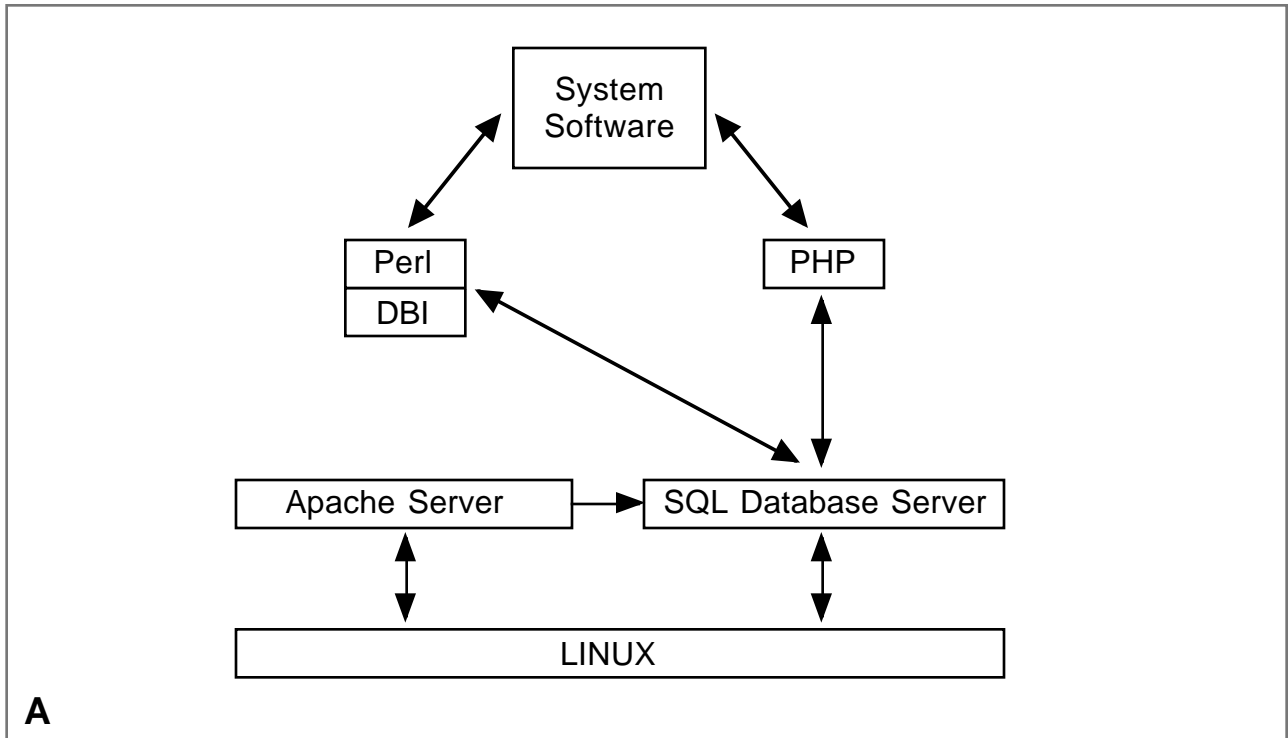 System
Software
Perl
PHP
DBI
Apache Server
SQL Database Server
LINUX
A